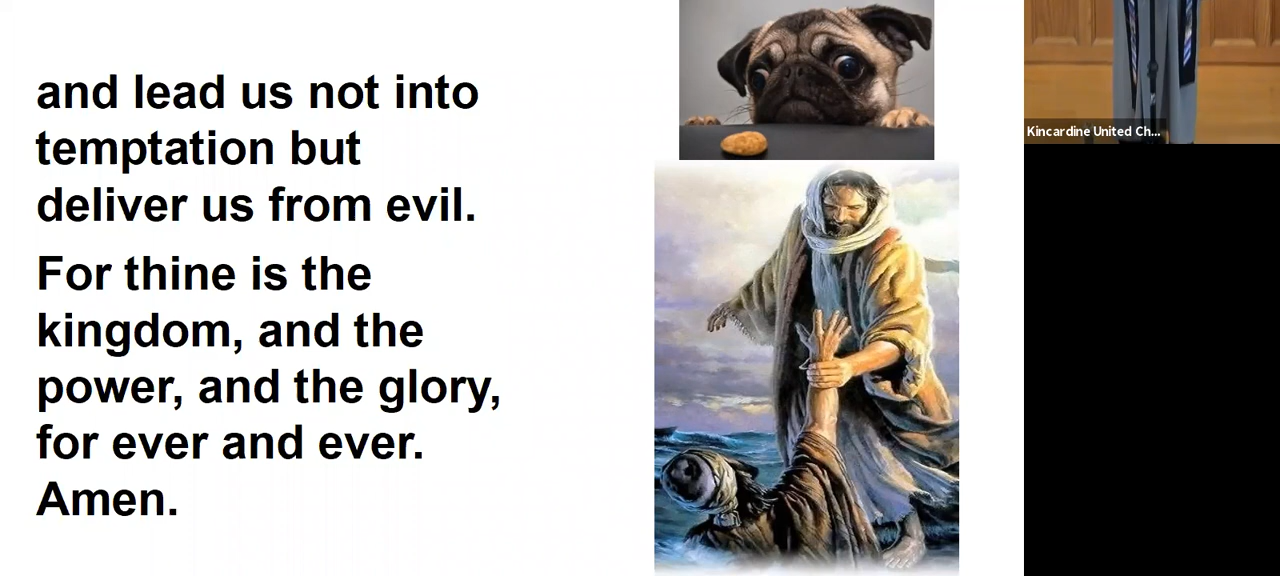 and lead us not into
temptation but
deliver us from evil.
For thine is the
kingdom, and the
power, and the glory,
for ever and ever.
Amen.
Kincardine United Ch...